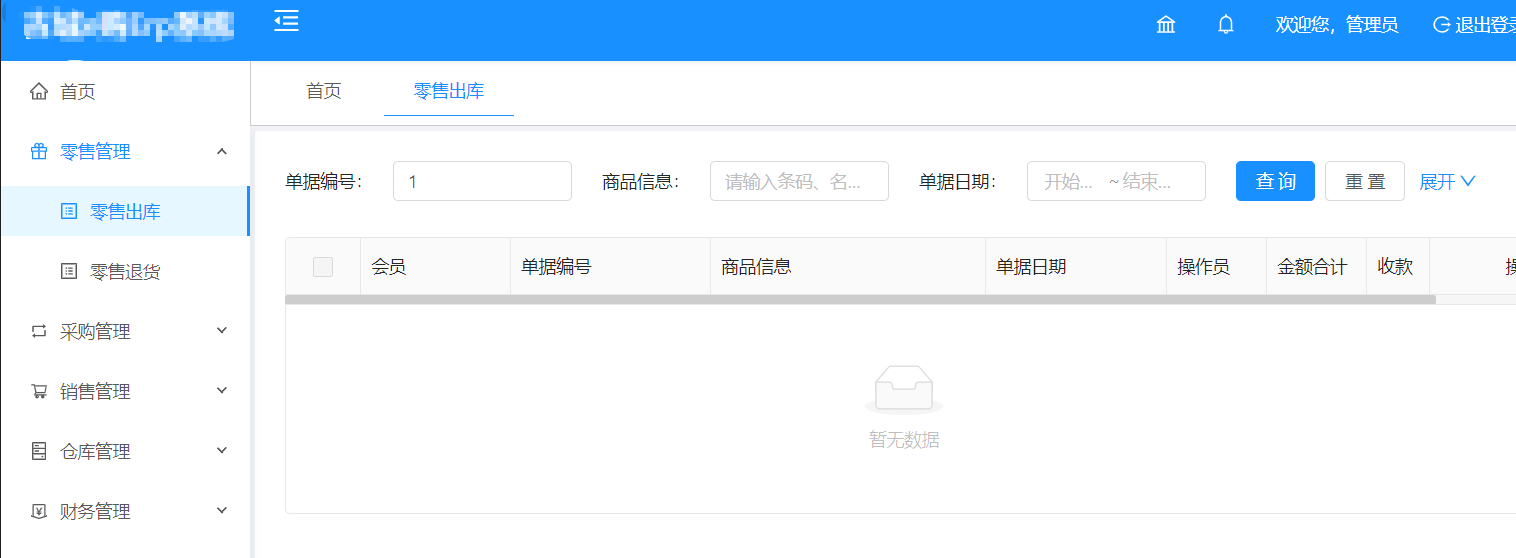 欢迎您，管理员
退出登录
首页
零售管理
零售出库
零售退货
采购管理
销售管理
仓库管理
财务管理
首页 零售出库
单据编号： 1 商品信息： 请输入条码、名... 单据日期： 开始... ~ 结束... 查 询 重 置 展开
会员 单据编号 商品信息 单据日期 操作员 金额合计 收款
暂无数据